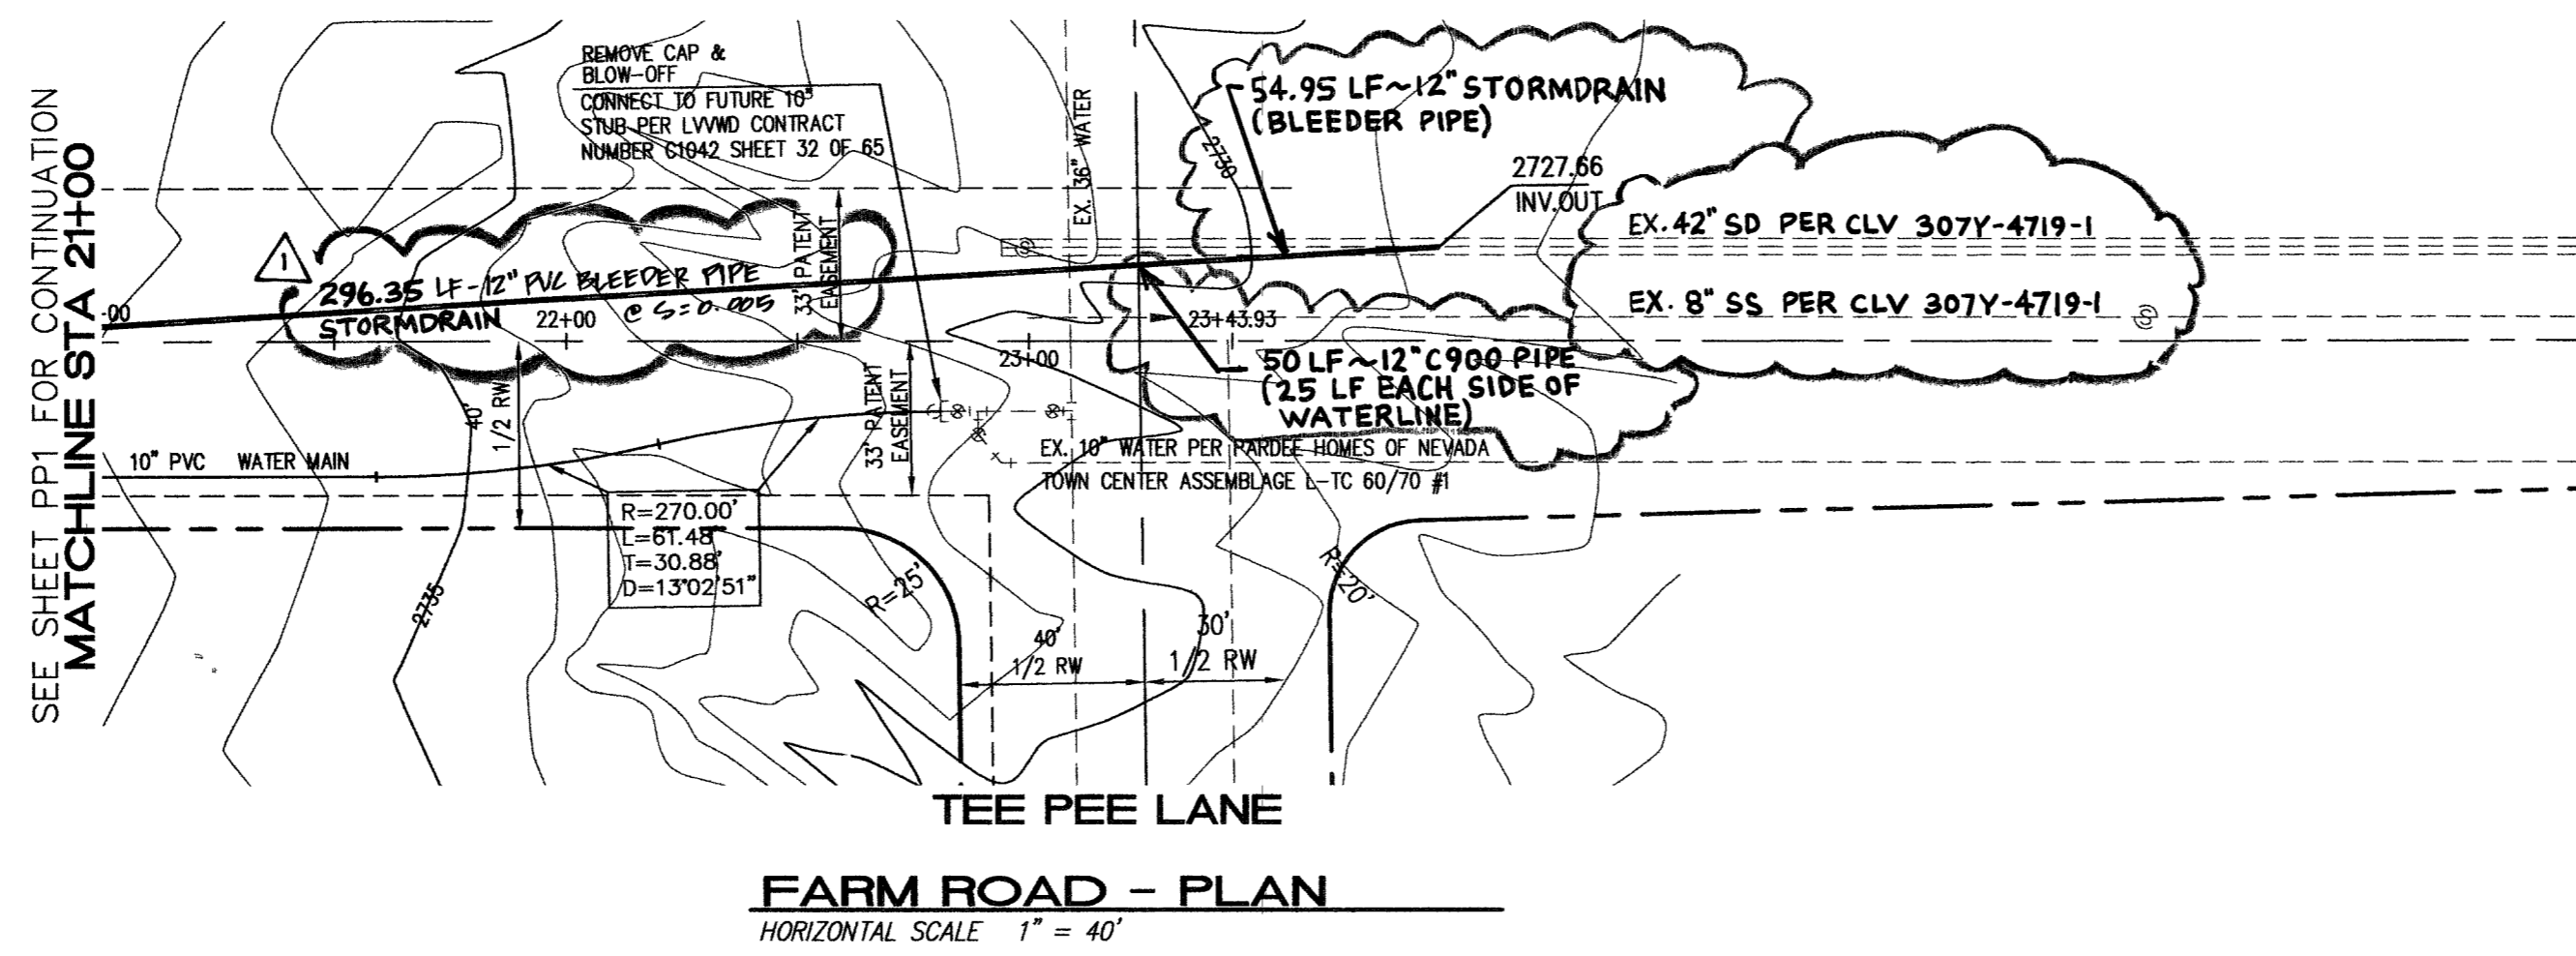 SEE SHEET PP1 FOR CONTINUATION
MATCHLINE STA 21+00
REMOVE CAP &
BLOW-OFF
CONNECT TO FUTURE 10"
STUB PER LVVWD CONTRACT
NUMBER C1042 SHEET 32 OF 65
EX. 36" WATER
54.95 LF~12" STORMDRAIN
(BLEEDER PIPE)
2730
2727.66
INV.OUT
EX. 42" SD PER CLV 307Y-4719-1
EX. 8" SS PER CLV 307Y-4719-1
1
296.35 LF-12" PVC BLEEDER PIPE
@ S=0.005
STORMDRAIN
-00
22+00
33' PATENT
EASEMENT
23+00
23+43.93
50 LF~12" C900 PIPE
(25 LF EACH SIDE OF
WATERLINE)
40'
1/2 RW
33' PATENT
EASEMENT
10" PVC WATER MAIN
EX. 10" WATER PER PARDEE HOMES OF NEVADA
TOWN CENTER ASSEMBLAGE L-TC 60/70 #1
R=270.00'
L=61.48'
T=30.88'
D=13°02'51"
2735
R=25'
R=20'
40'
1/2 RW
30'
1/2 RW
TEE PEE LANE
FARM ROAD - PLAN
HORIZONTAL SCALE 1" = 40'